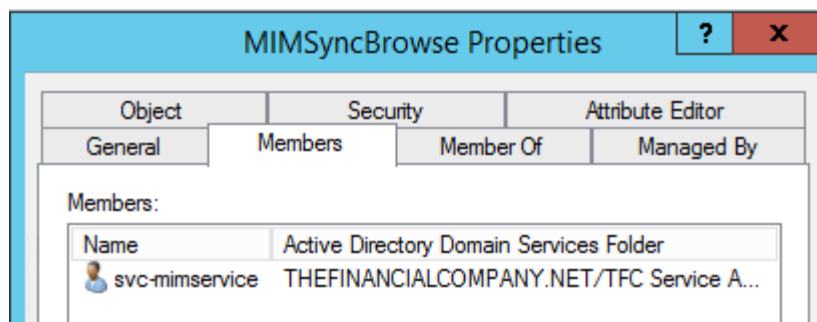 MIMSyncBrowse Properties
?
x
Object Security Attribute Editor
General Members Member Of Managed By
Members:
Name Active Directory Domain Services Folder
svc-mimservice THEFINANCIALCOMPANY.NET/TFC Service A...